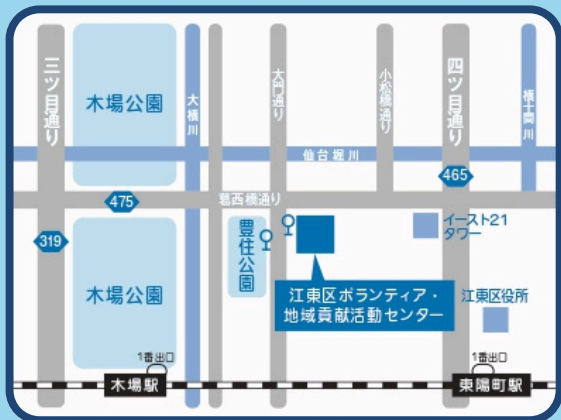 三ツ目通り
木場公園
大横川
大門通り
小松橋通り
四ツ目通り
横十間川
仙台堀川
465
475
葛西橋通り
319
豊住公園
イースト21
タワー
木場公園
江東区ボランティア・
地域貢献活動センター
江東区役所
1番出口
木場駅
1番出口
東陽町駅